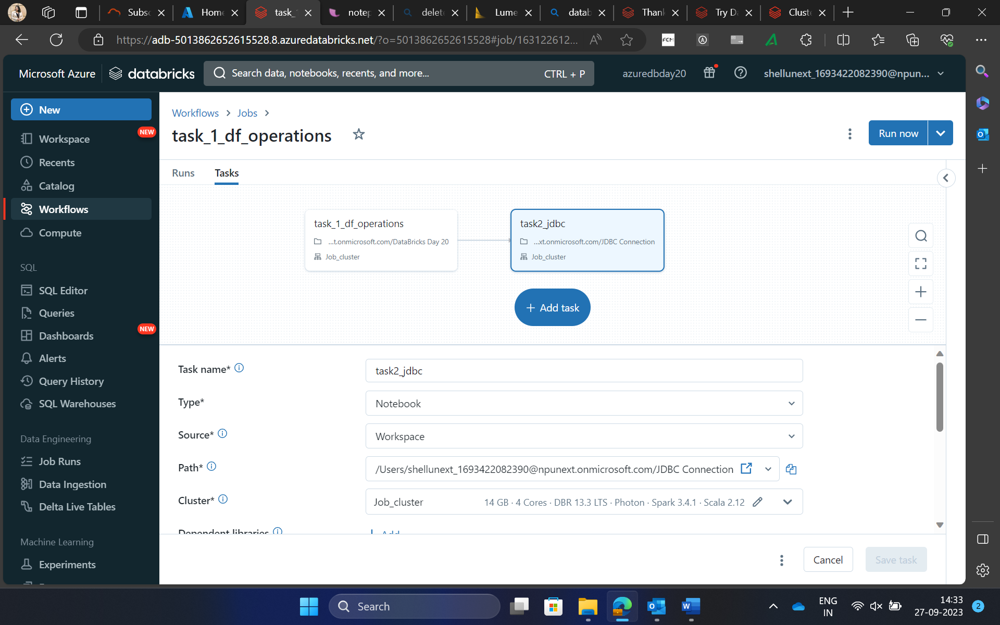 Subsc
Home
task_
notep
delete
Lume
datab
Thank
Try Da
Cluste
https://adb-5013862652615528.8.azuredatabricks.net/?o=5013862652615528#job/163122612...
FCM
Microsoft Azure
databricks
Search data, notebooks, recents, and more...
CTRL + P
azuredbday20
shellunext_1693422082390@npun...
New
Workspace
NEW
Recents
Catalog
Workflows
Compute
SQL
SQL Editor
Queries
Dashboards
NEW
Alerts
Query History
SQL Warehouses
Data Engineering
Job Runs
Data Ingestion
Delta Live Tables
Machine Learning
Experiments
Workflows > Jobs >
task_1_df_operations
Run now
Runs
Tasks
task_1_df_operations
...t.onmicrosoft.com/DataBricks Day 20
Job_cluster
task2_jdbc
...xt.onmicrosoft.com/JDBC Connection
Job_cluster
+ Add task
Task name*
task2_jdbc
Type*
Notebook
Source*
Workspace
Path*
/Users/shellunext_1693422082390@npunext.onmicrosoft.com/JDBC Connection
Cluster*
Job_cluster
14 GB · 4 Cores · DBR 13.3 LTS · Photon · Spark 3.4.1 · Scala 2.12
Dependent libraries
+ Add
Cancel
Save task
Search
ENG
IN
14:33
27-09-2023
2